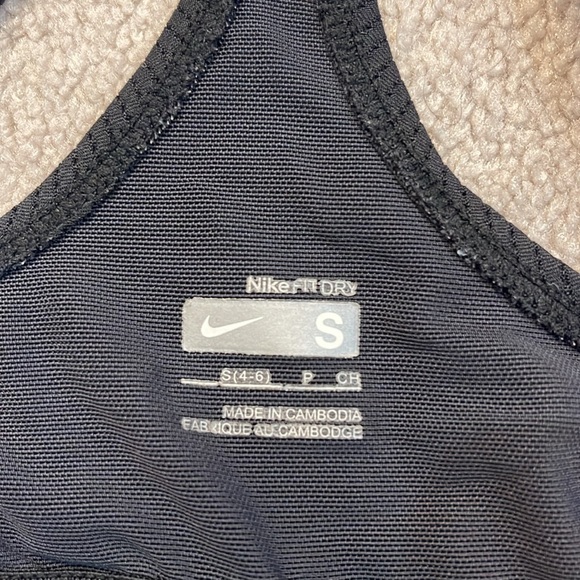 Nike FIT DRY
S
S(4-6) P CH
MADE IN CAMBODIA
FABRIQUE AU CAMBODGE